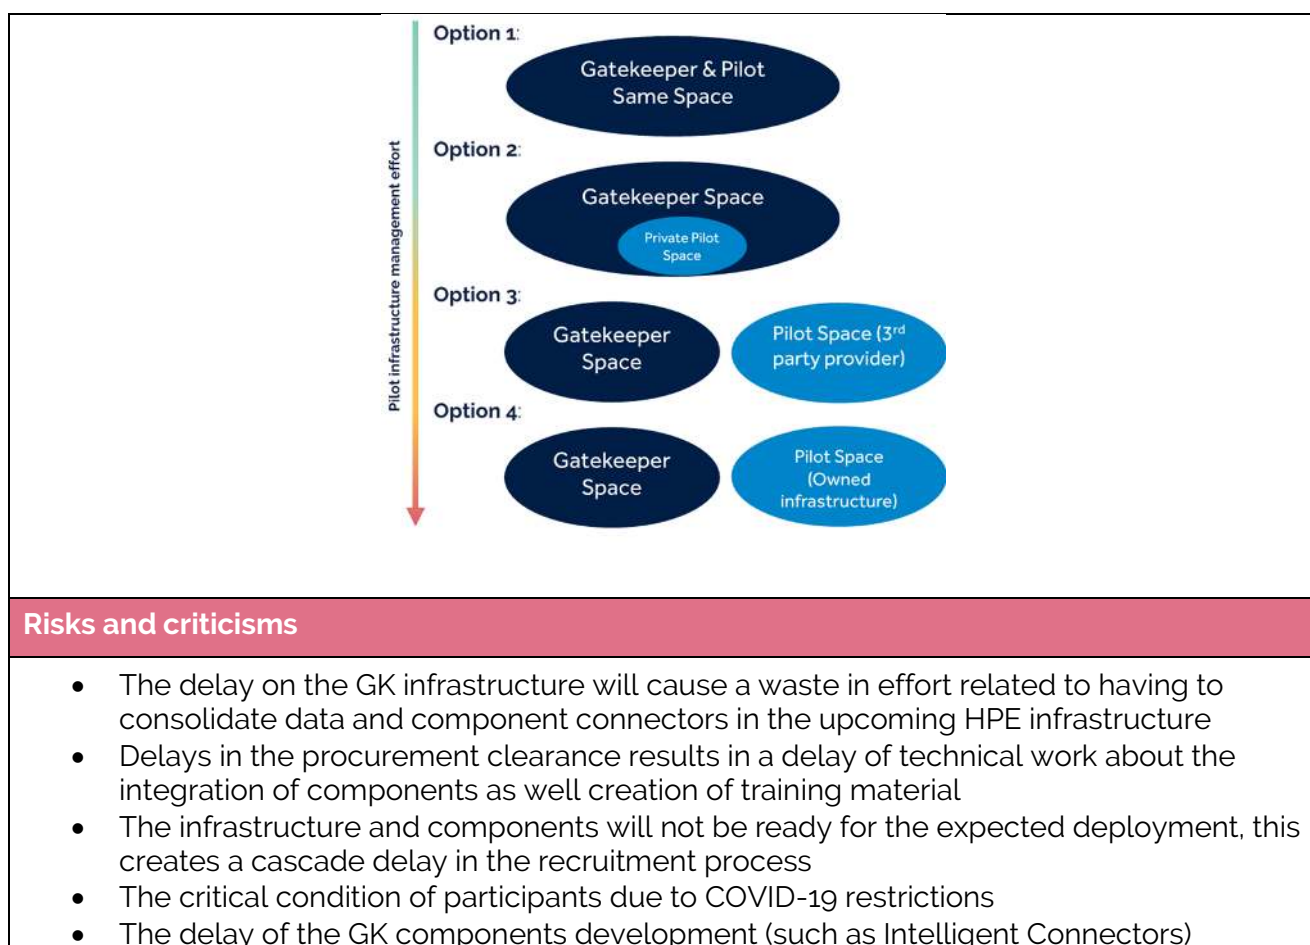 Option 1:
Gatekeeper & Pilot
Same Space
Option 2:
Gatekeeper Space
Private Pilot
Space
Pilot infrastructure management effort
Option 3:
Gatekeeper
Space
Pilot Space (3rd
party provider)
Option 4:
Gatekeeper
Space
Pilot Space
(Owned
infrastructure)
Risks and criticisms
• The delay on the GK infrastructure will cause a waste in effort related to having to
consolidate data and component connectors in the upcoming HPE infrastructure
• Delays in the procurement clearance results in a delay of technical work about the
integration of components as well creation of training material
• The infrastructure and components will not be ready for the expected deployment, this
creates a cascade delay in the recruitment process
• The critical condition of participants due to COVID-19 restrictions
• The delay of the GK components development (such as Intelligent Connectors)